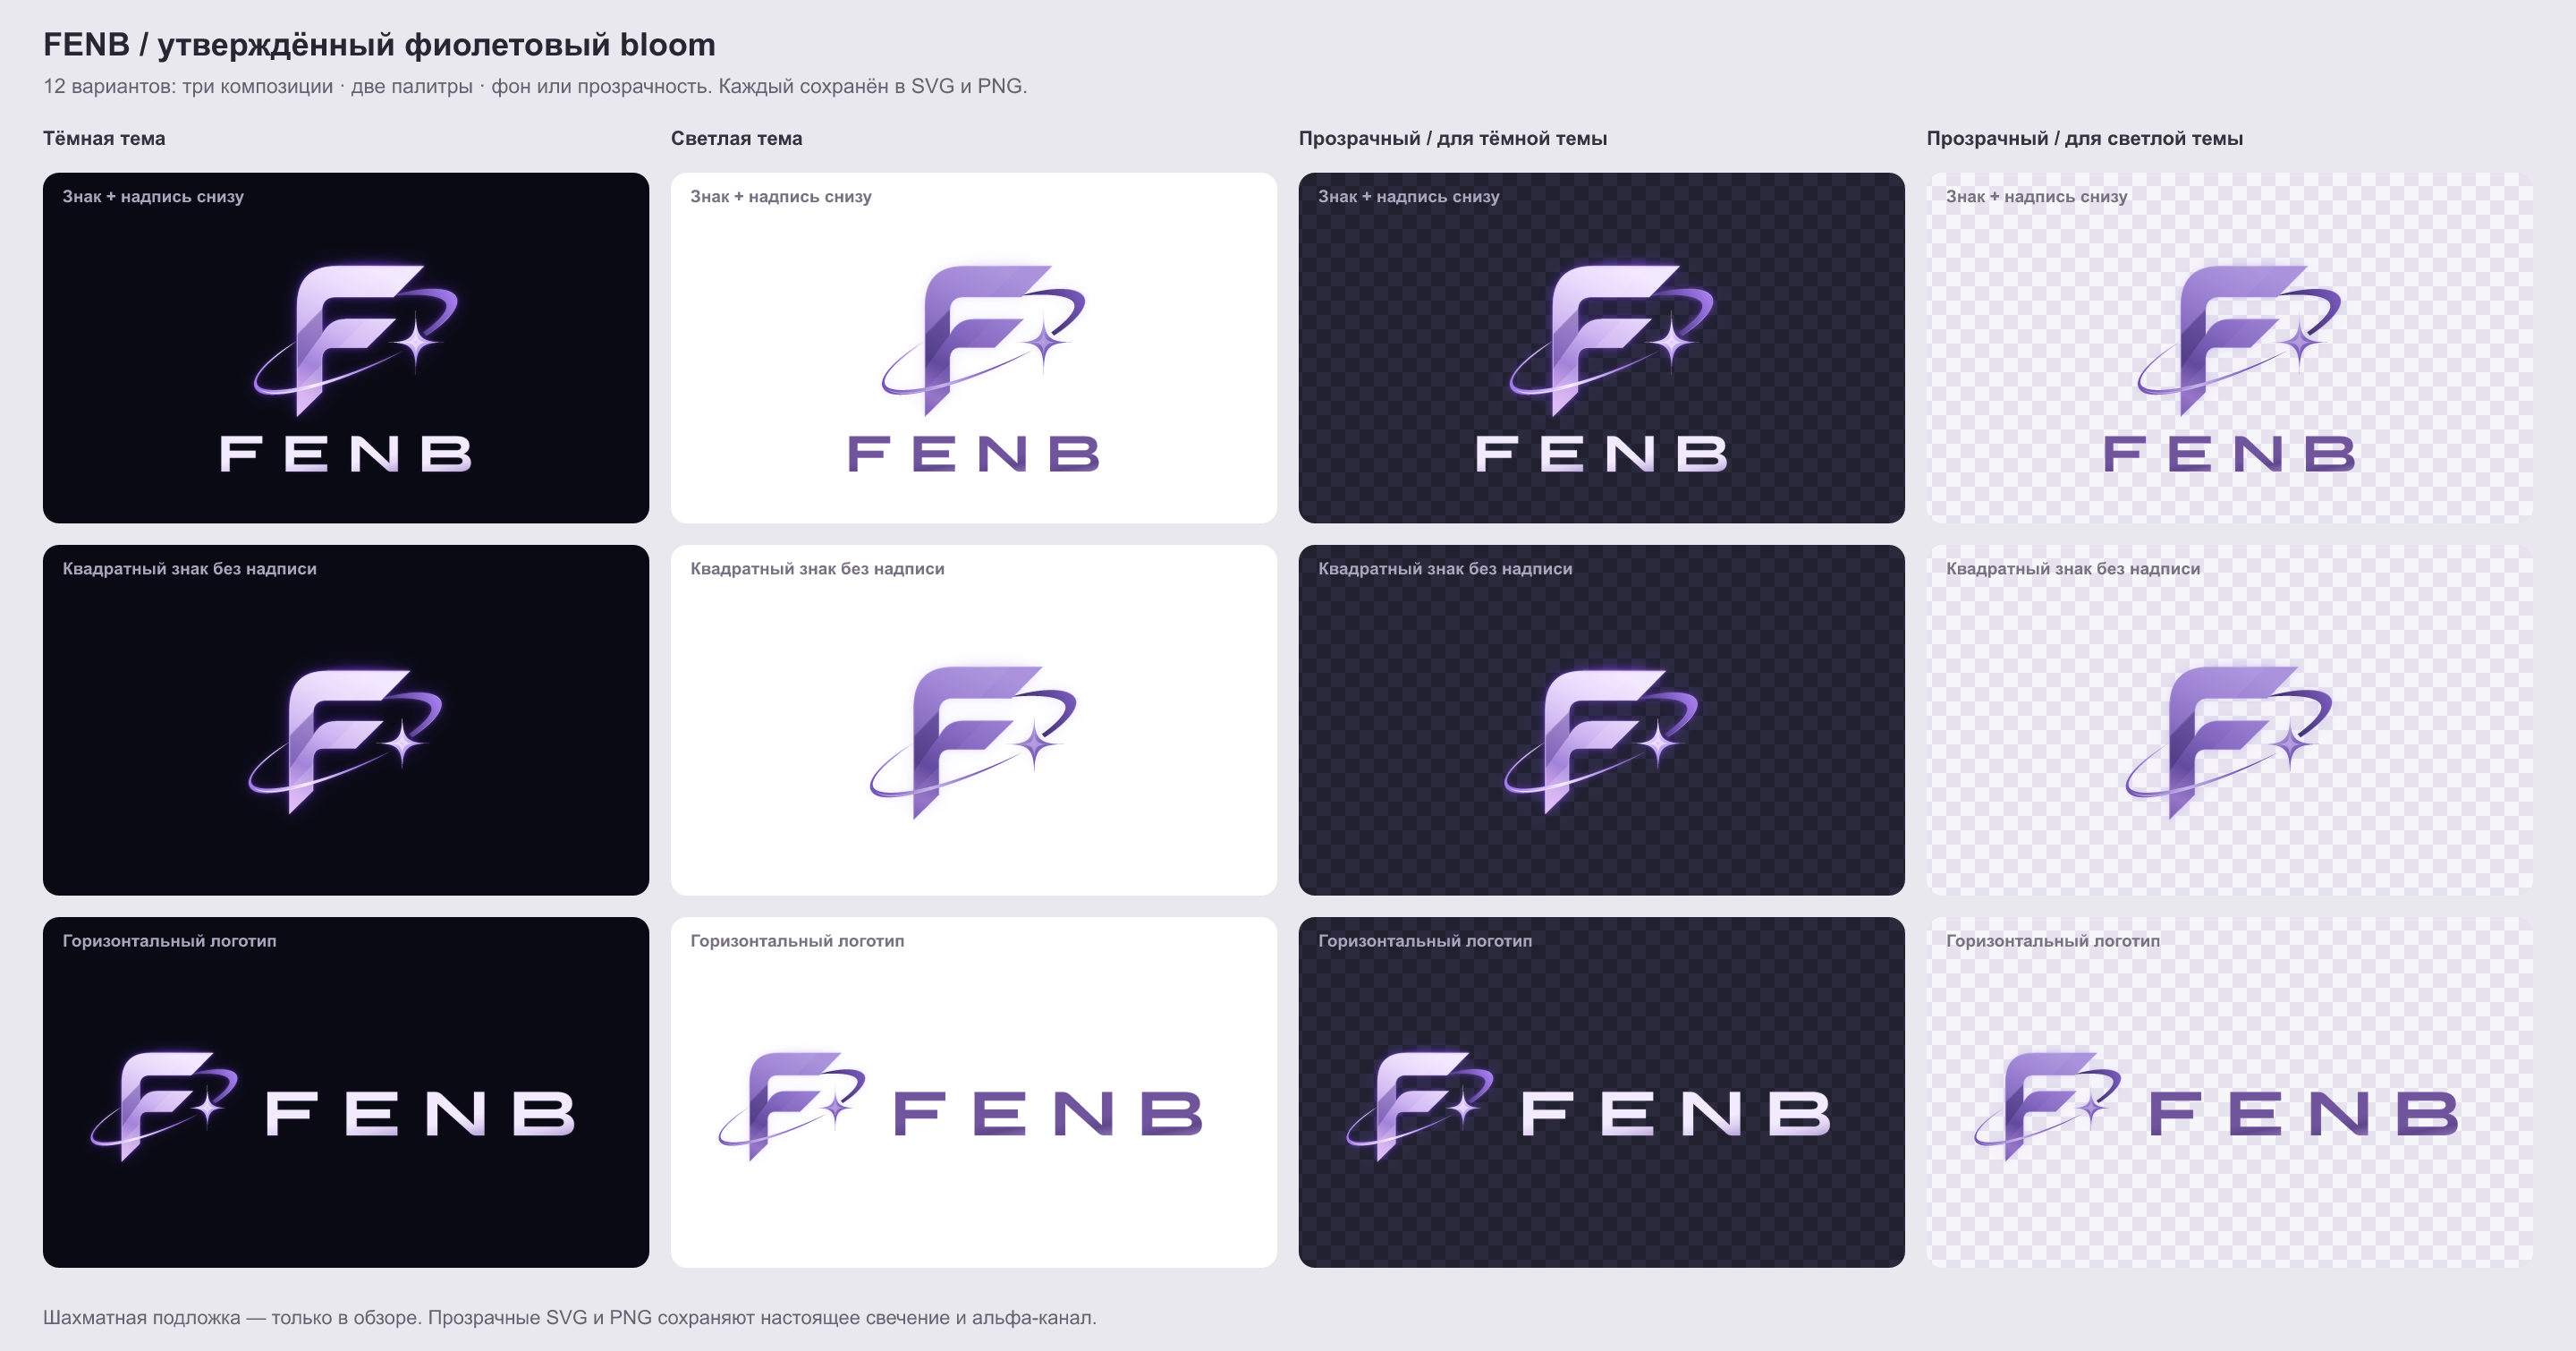 FENB / утверждённый фиолетовый bloom
12 вариантов: три композиции · две палитры · фон или прозрачность. Каждый сохранён в SVG и PNG.
Тёмная тема
Светлая тема
Прозрачный / для тёмной темы
Прозрачный / для светлой темы
Знак + надпись снизу
Знак + надпись снизу
Знак + надпись снизу
Знак + надпись снизу
FENB
FENB
FENB
FENB
Квадратный знак без надписи
Квадратный знак без надписи
Квадратный знак без надписи
Квадратный знак без надписи
Горизонтальный логотип
Горизонтальный логотип
Горизонтальный логотип
Горизонтальный логотип
FENB
FENB
FENB
FENB
Шахматная подложка — только в обзоре. Прозрачные SVG и PNG сохраняют настоящее свечение и альфа-канал.